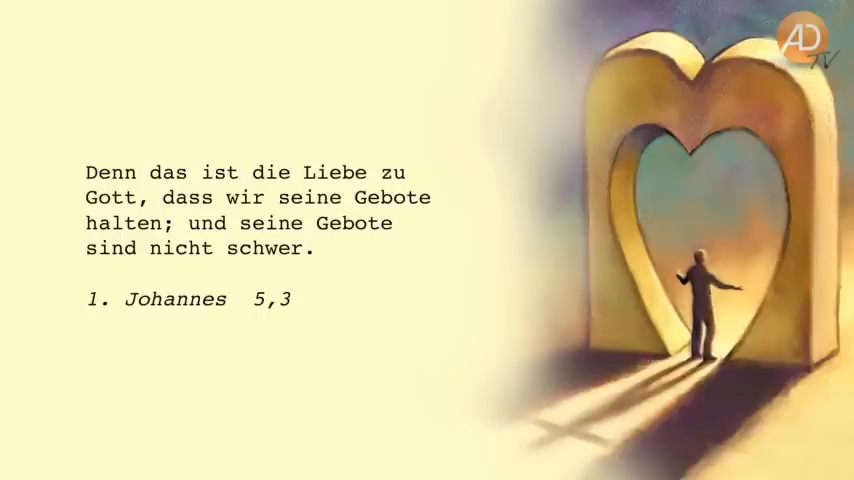 Denn das ist die Liebe zu
Gott, dass wir seine Gebote
halten; und seine Gebote
sind nicht schwer.
1. Johannes 5,3
AD
TV